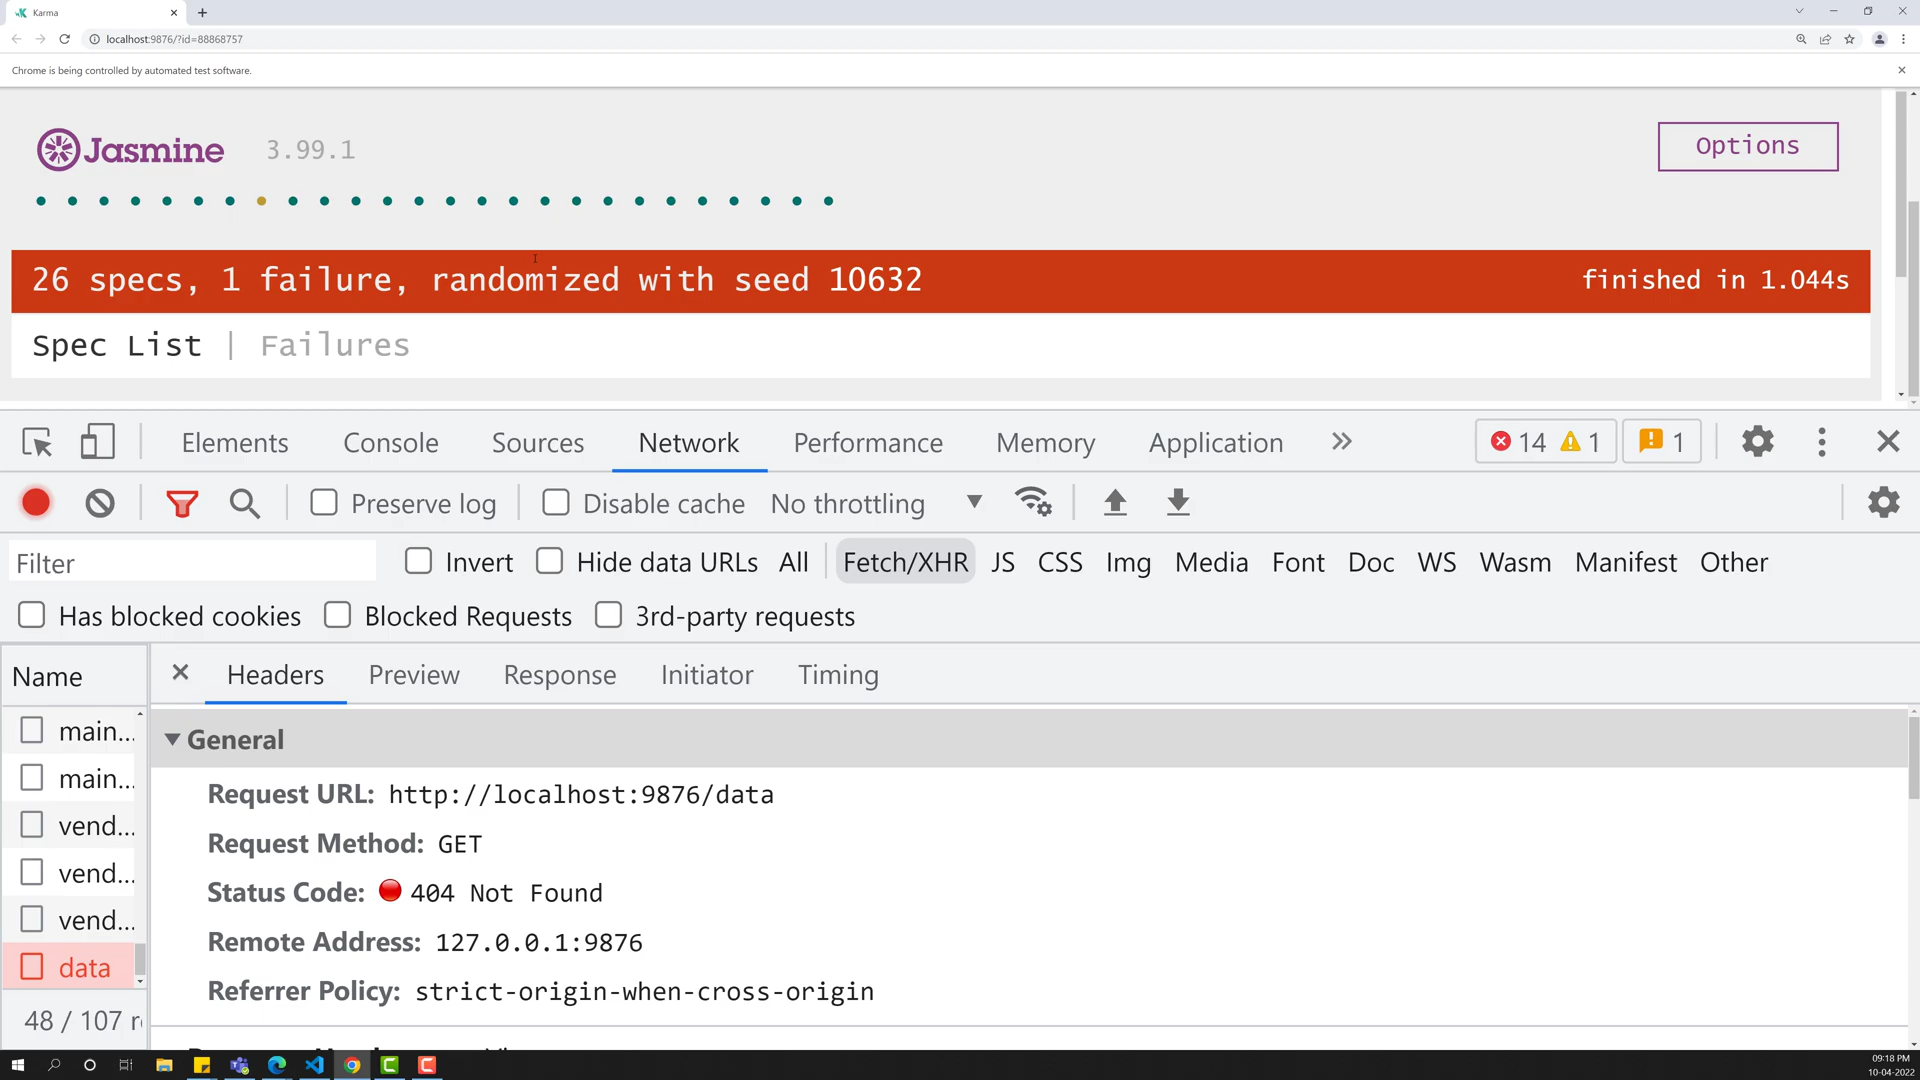 Karma
localhost:9876/?id=88868757
Chrome is being controlled by automated test software.
Jasmine 3.99.1 Options
26 specs, 1 failure, randomized with seed 10632 finished in 1.044s
Spec List | Failures
Elements Console Sources Network Performance Memory Application 14 1 1
Preserve log Disable cache No throttling
Filter Invert Hide data URLs All Fetch/XHR JS CSS Img Media Font Doc WS Wasm Manifest Other
Has blocked cookies Blocked Requests 3rd-party requests
Name Headers Preview Response Initiator Timing
main...
General
main...
Request URL: http://localhost:9876/data
vend...
Request Method: GET
vend...
Status Code: 404 Not Found
vend...
Remote Address: 127.0.0.1:9876
data
Referrer Policy: strict-origin-when-cross-origin
48 / 107
09:18 PM
10-04-2022